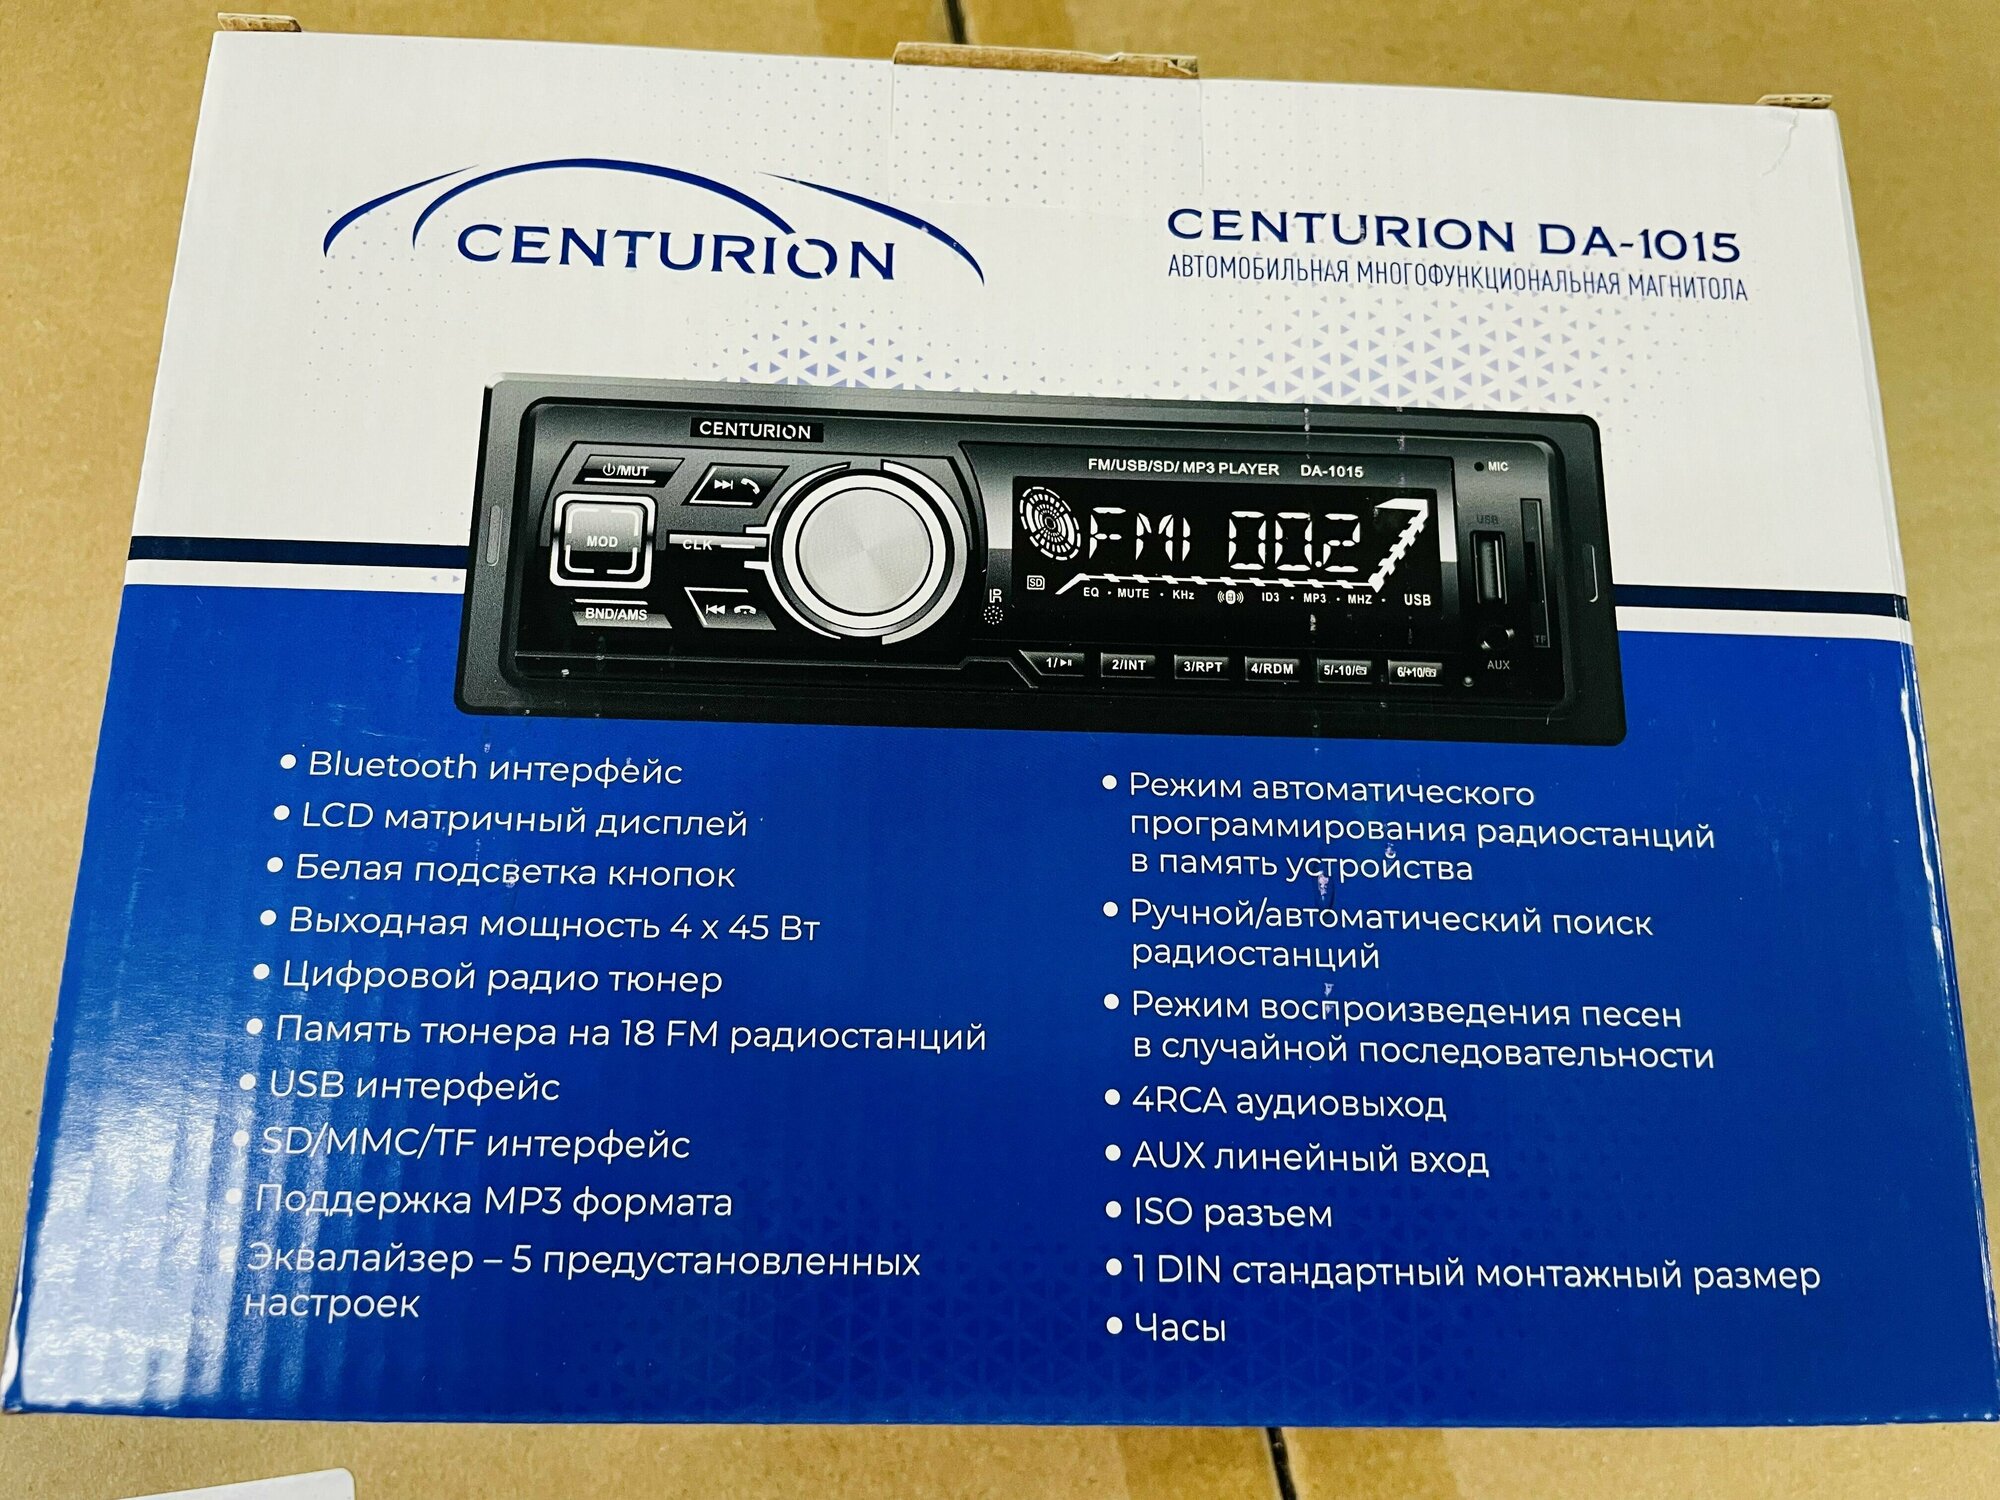 CENTURION
CENTURION DA-1015
АВТОМОБИЛЬНАЯ МНОГОФУНКЦИОНАЛЬНАЯ МАГНИТОЛА
CENTURION
FM/USB/SD/ MP3 PLAYER DA-1015
MIC
/MUT
MOD
CLK
BND/AMS
USB
FM 00.2
SD
EQ • MUTE • KHz ID3 • MP3 • MHZ • USB
TF
AUX
1/
2/INT
3/RPT
4/RDM
5/-10/
6/+10/
• Bluetooth интерфейс
• LCD матричный дисплей
• Белая подсветка кнопок
• Выходная мощность 4 x 45 Вт
• Цифровой радио тюнер
• Память тюнера на 18 FM радиостанций
• USB интерфейс
• SD/MMC/TF интерфейс
• Поддержка MP3 формата
• Эквалайзер – 5 предустановленных
настроек
• Режим автоматического
программирования радиостанций
в память устройства
• Ручной/автоматический поиск
радиостанций
• Режим воспроизведения песен
в случайной последовательности
• 4RCA аудиовыход
• AUX линейный вход
• ISO разъем
• 1 DIN стандартный монтажный размер
• Часы